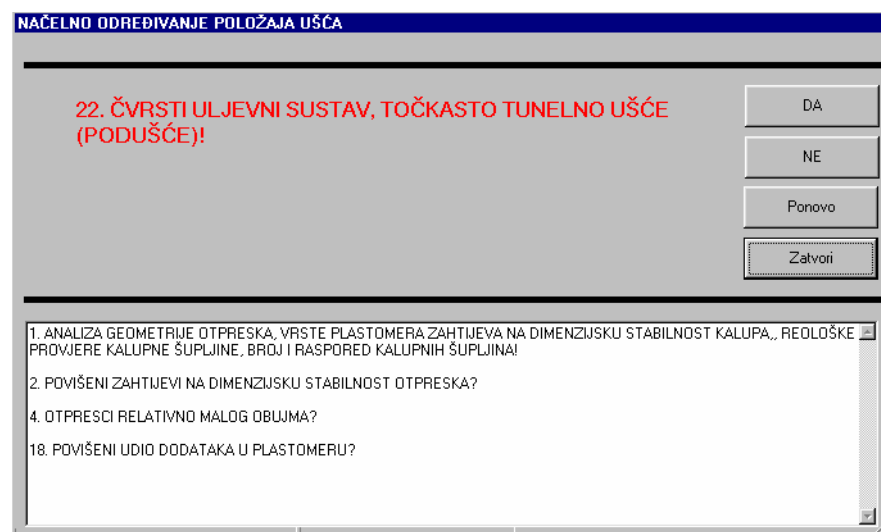 NAČELNO ODREĐIVANJE POLOŽAJA UŠĆA
22. ČVRSTI ULJEVNI SUSTAV, TOČKASTO TUNELNO UŠĆE
(PODUŠĆE)!
DA
NE
Ponovo
Zatvori
1. ANALIZA GEOMETRIJE OTPRESKA, VRSTE PLASTOMERA ZAHTIJEVA NA DIMENZIJSKU STABILNOST KALUPA,, REOLOŠKE
PROVJERE KALUPNE ŠUPLJINE, BROJ I RASPORED KALUPNIH ŠUPLJINA!
2. POVIŠENI ZAHTIJEVI NA DIMENZIJSKU STABILNOST OTPRESKA?
4. OTPRESCI RELATIVNO MALOG OBUJMA?
18. POVIŠENI UDIO DODATAKA U PLASTOMERU?